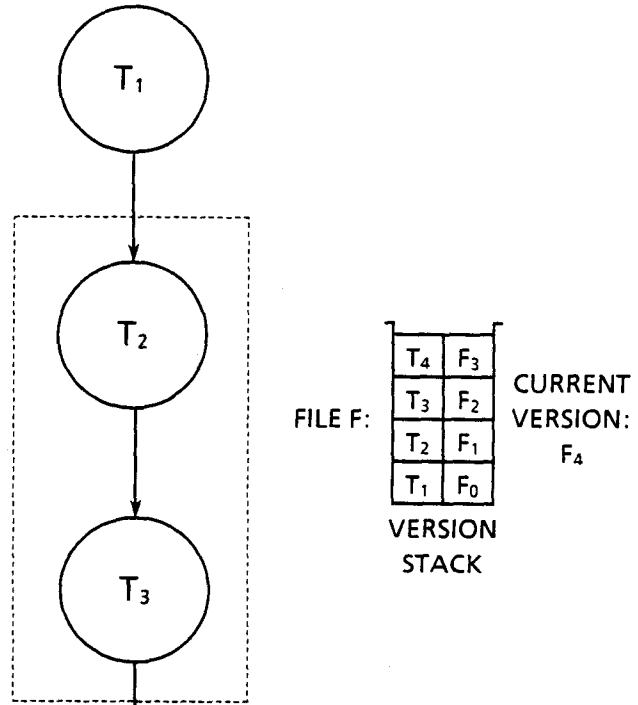 T₁
T₂
T₃
FILE F:
T₄ F₃
T₃ F₂
T₂ F₁
T₁ F₀
VERSION
STACK
CURRENT
VERSION:
F₄